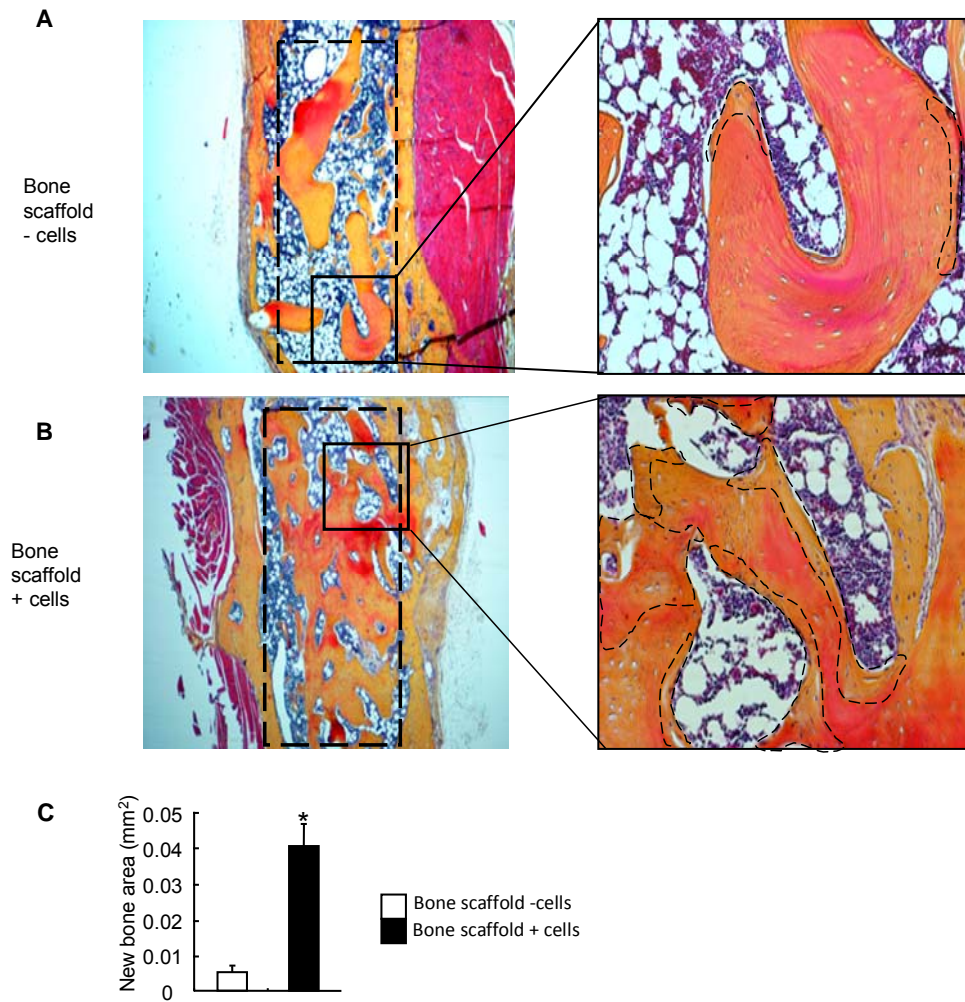 A
Bone
scaffold
- cells
B
Bone
scaffold
+ cells
C
New bone area (mm²)
0.05
0.04
0.03
0.02
0.01
0
*
Bone scaffold -cells
Bone scaffold + cells